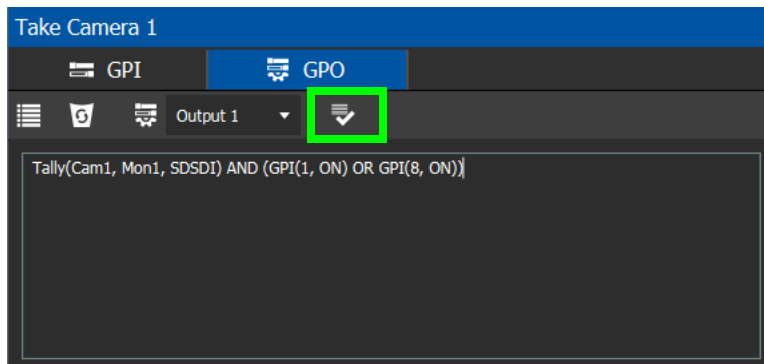 Take Camera 1
GPI
GPO
Output 1
Tally(Cam1, Mon1, SDSDI) AND (GPI(1, ON) OR GPI(8, ON))